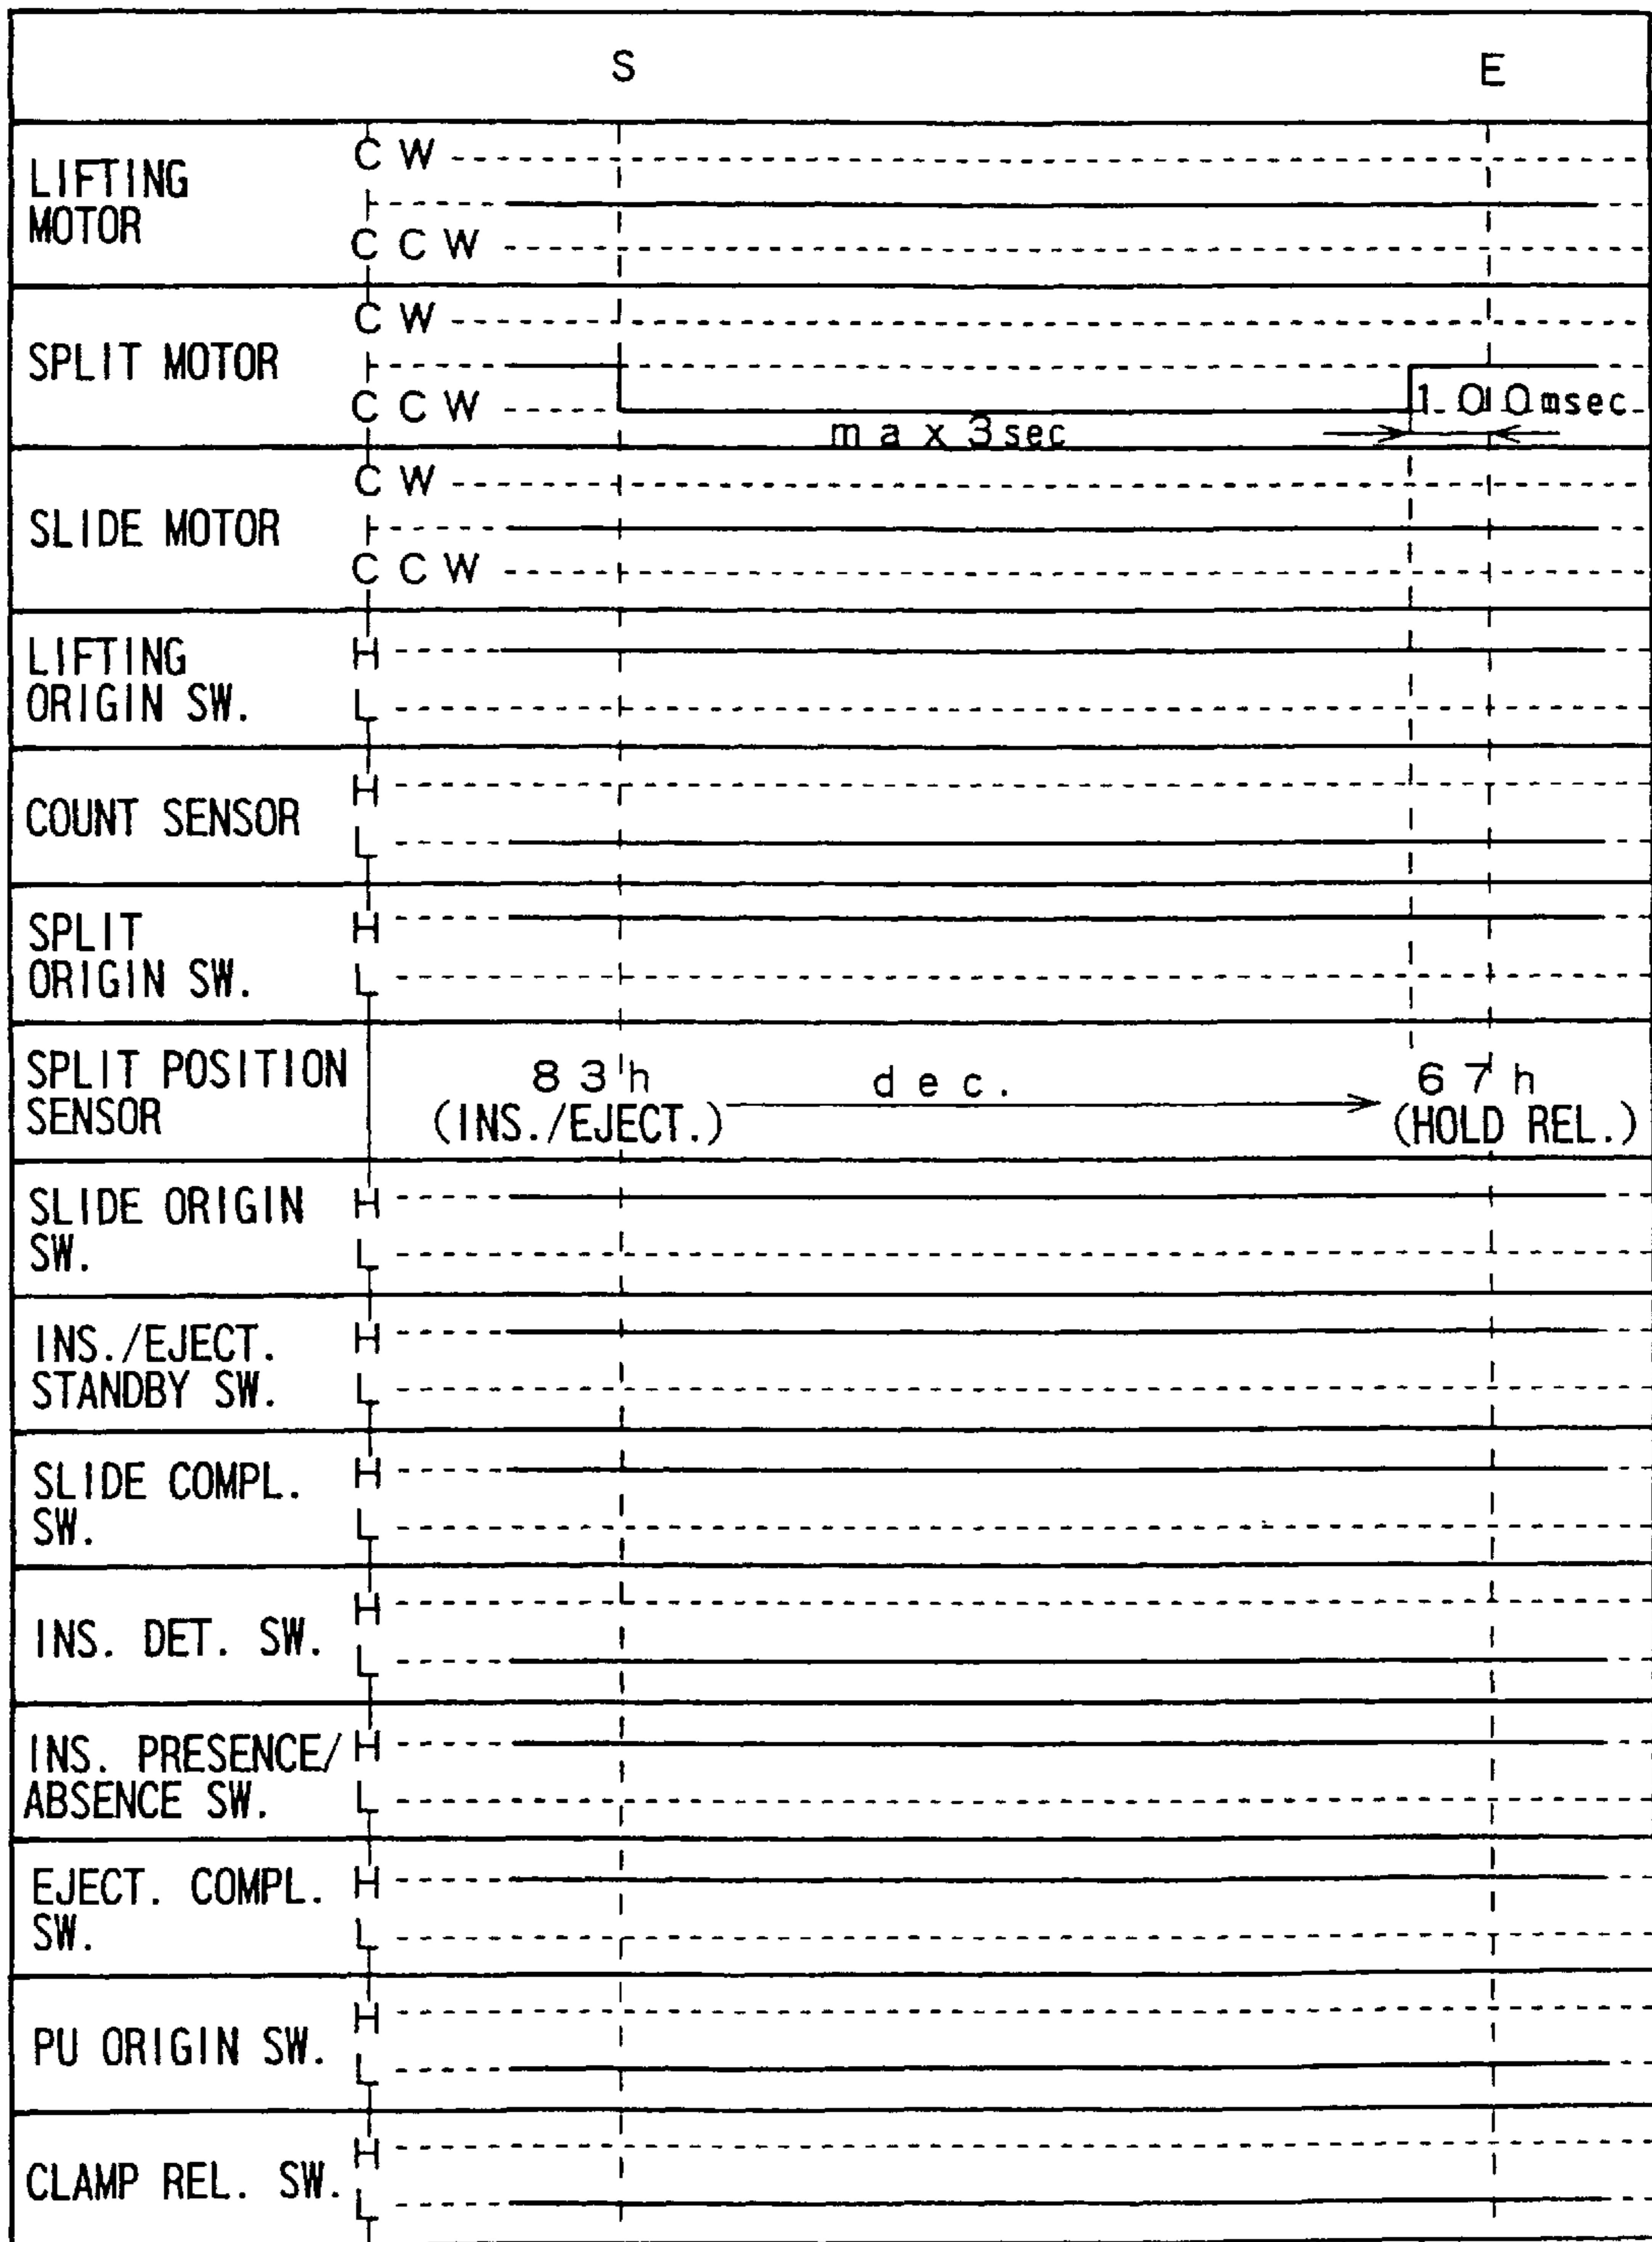 S E
LIFTING
MOTOR
CW
CCW
SPLIT MOTOR
CW
CCW
max 3sec
100msec
SLIDE MOTOR
CW
CCW
LIFTING
ORIGIN SW.
H
L
COUNT SENSOR
H
L
SPLIT
ORIGIN SW.
H
L
SPLIT POSITION
SENSOR
83h
(INS./EJECT.)
dec.
67h
(HOLD REL.)
SLIDE ORIGIN
SW.
H
L
INS./EJECT.
STANDBY SW.
H
L
SLIDE COMPL.
SW.
H
L
INS. DET. SW.
H
L
INS. PRESENCE/
ABSENCE SW.
H
L
EJECT. COMPL.
SW.
H
L
PU ORIGIN SW.
H
L
CLAMP REL. SW.
H
L